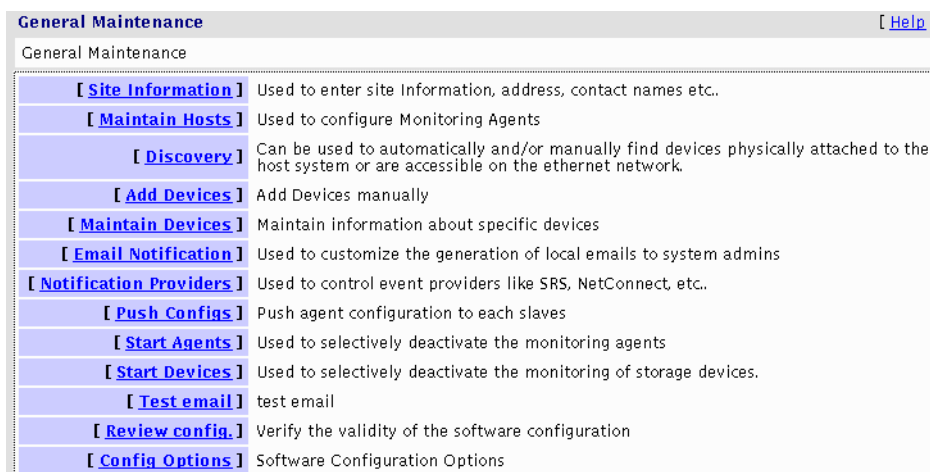 General Maintenance [ Help
General Maintenance
[ Site Information ] Used to enter site Information, address, contact names etc..
[ Maintain Hosts ] Used to configure Monitoring Agents
[ Discovery ] Can be used to automatically and/or manually find devices physically attached to the
host system or are accessible on the ethernet network.
[ Add Devices ] Add Devices manually
[ Maintain Devices ] Maintain information about specific devices
[ Email Notification ] Used to customize the generation of local emails to system admins
[ Notification Providers ] Used to control event providers like SRS, NetConnect, etc..
[ Push Configs ] Push agent configuration to each slaves
[ Start Agents ] Used to selectively deactivate the monitoring agents
[ Start Devices ] Used to selectively deactivate the monitoring of storage devices.
[ Test email ] test email
[ Review config. ] Verify the validity of the software configuration
[ Config Options ] Software Configuration Options